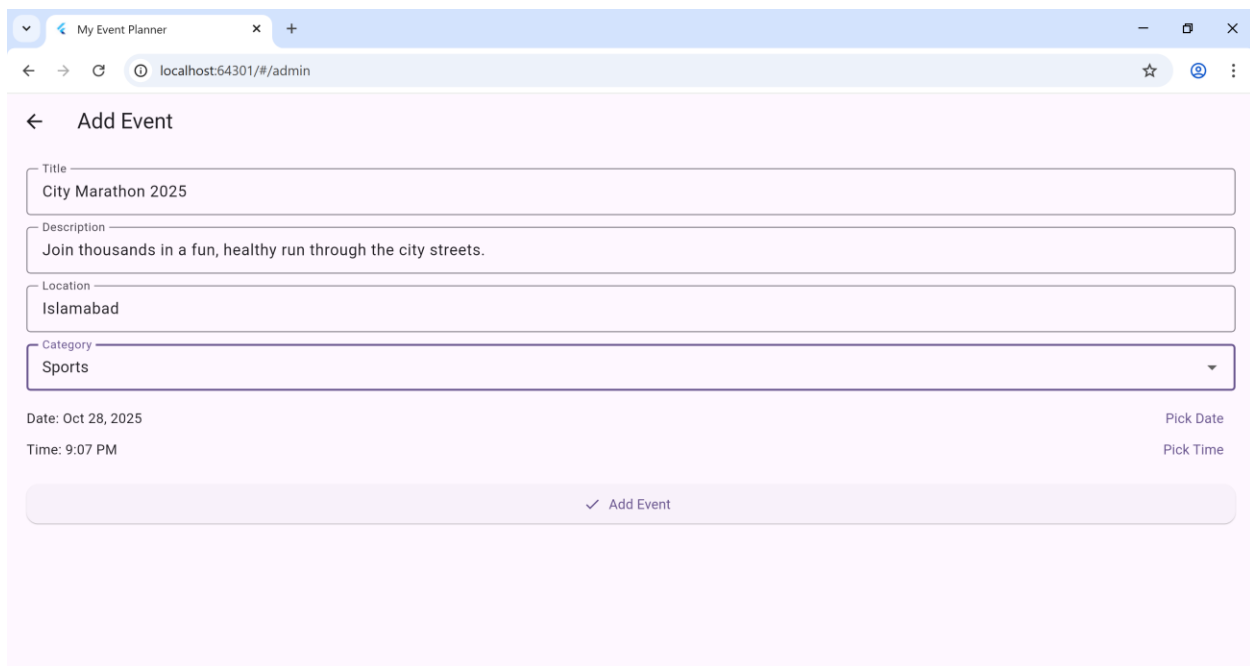 My Event Planner
localhost:64301/#/admin
Add Event
Title
City Marathon 2025
Description
Join thousands in a fun, healthy run through the city streets.
Location
Islamabad
Category
Sports
Date: Oct 28, 2025 Pick Date
Time: 9:07 PM Pick Time
Add Event